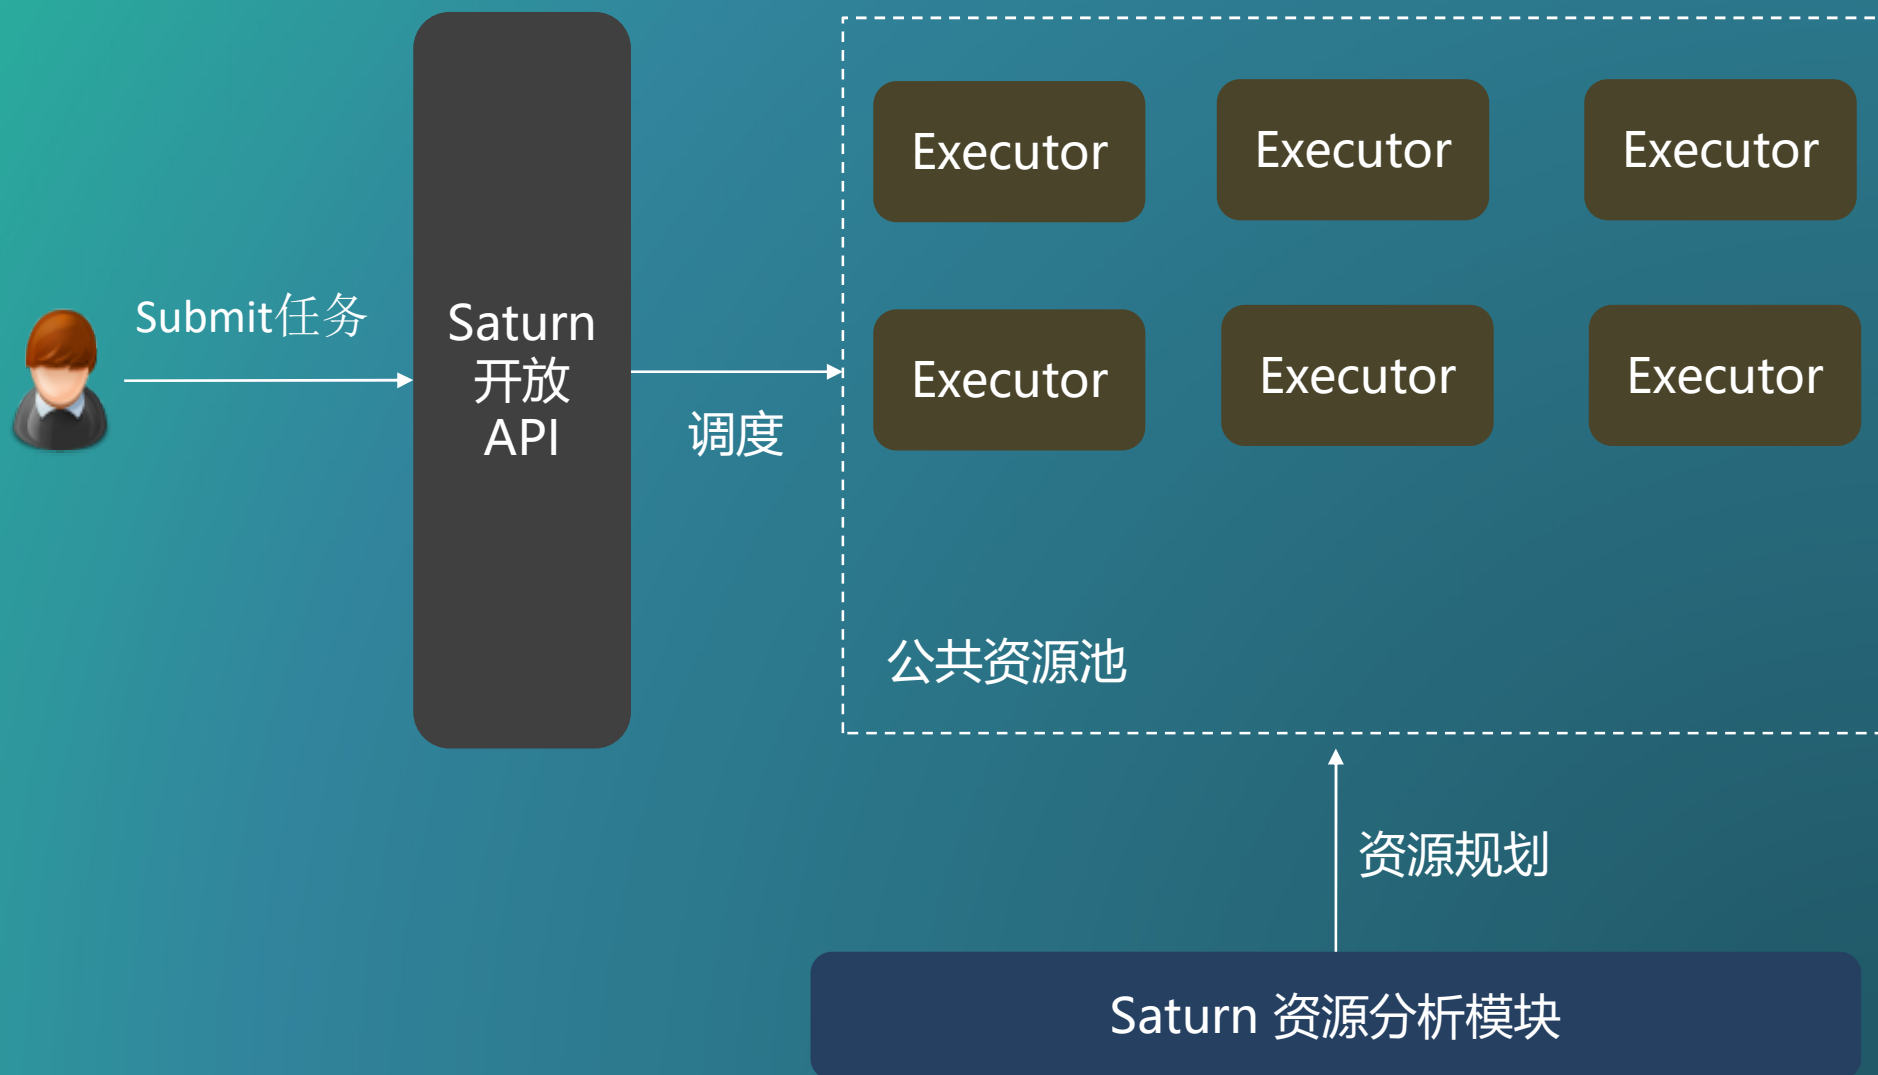 Submit任务
Saturn
开放
API
调度
Executor
Executor
Executor
Executor
Executor
Executor
公共资源池
资源规划
Saturn 资源分析模块